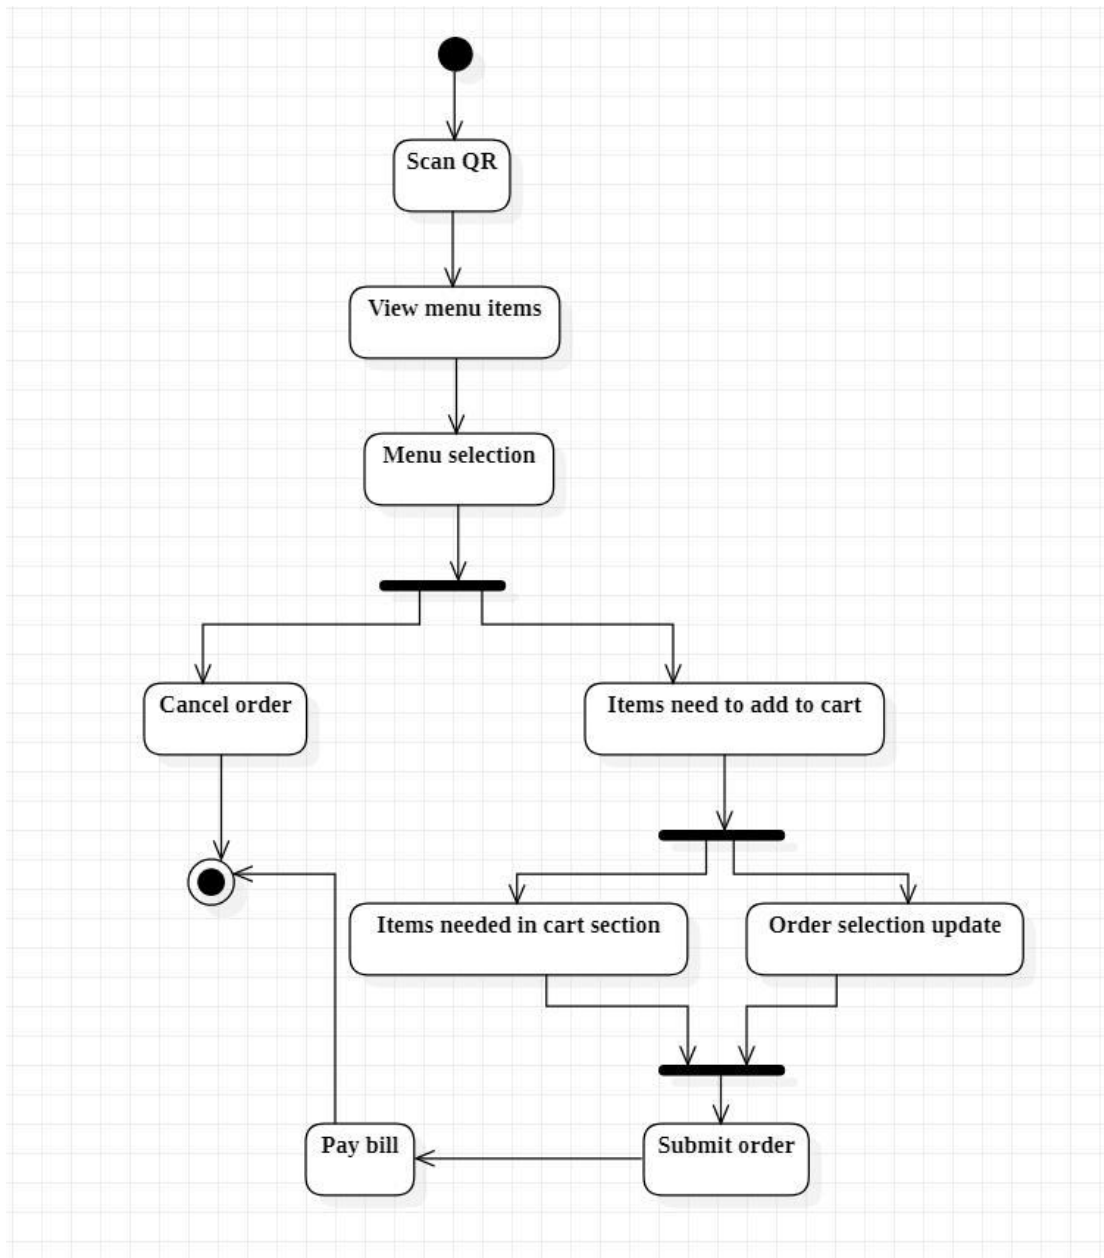 Scan QR
View menu items
Menu selection
Cancel order
Items need to add to cart
Items needed in cart section
Order selection update
Pay bill
Submit order